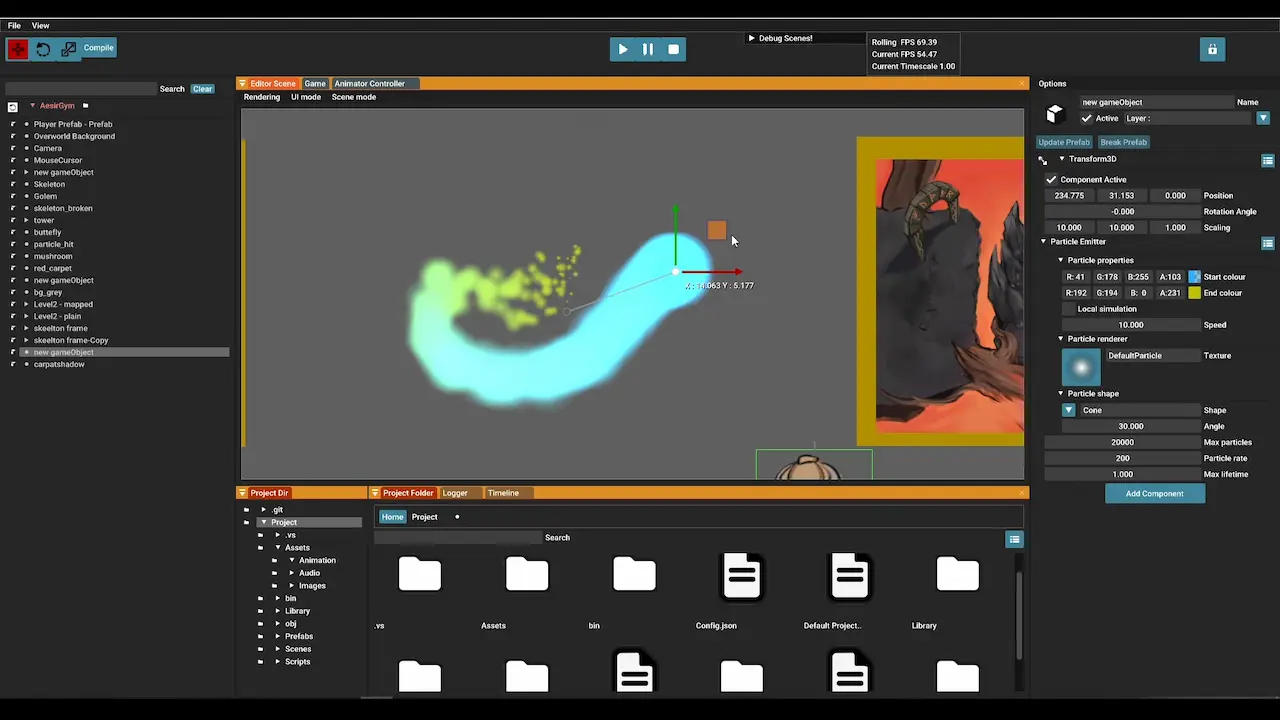 File View
Compile
Debug Scenes!
Rolling FPS 69.39
Current FPS 54.47
Current Timescale 1.00
Search Clear
AesirGym
Player Prefab - Prefab
Overworld Background
Camera
MouseCursor
new gameObject
Skeleton
Golem
skeleton_broken
tower
buttefly
particle_hit
mushroom
red_carpet
new gameObject
bg_grey
Level2 - mapped
Level2 - plain
skeelton frame
skeelton frame-Copy
new gameObject
carpatshadow
Editor Scene Game Animator Controller
Rendering UI mode Scene mode
X : 14.063 Y : 5.177
Options
new gameObject Name
Active Layer :
Update Prefab Break Prefab
Transform3D
Component Active
234.775 31.153 0.000 Position
-0.000 Rotation Angle
10.000 10.000 1.000 Scaling
Particle Emitter
Particle properties
R: 41 G:178 B:255 A:103 Start colour
R:192 G:194 B: 0 A:231 End colour
Local simulation
10.000 Speed
Particle renderer
DefaultParticle Texture
Particle shape
Cone Shape
30.000 Angle
20000 Max particles
200 Particle rate
1.000 Max lifetime
Add Component
Project Dir
.git
Project
.vs
Assets
Animation
Audio
Images
bin
Library
obj
Prefabs
Scenes
Scripts
Project Folder Logger Timeline
Home Project
Search
.vs Assets bin Config.json Default Project.. Library